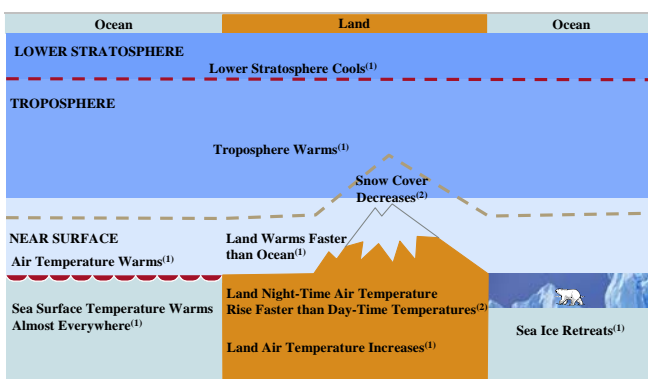 Ocean
Land
Ocean
LOWER STRATOSPHERE
Lower Stratosphere Cools(1)
TROPOSPHERE
Troposphere Warms(1)
Snow Cover
Decreases(2)
NEAR SURFACE
Air Temperature Warms(1)
Land Warms Faster
than Ocean(1)
Sea Surface Temperature Warms
Almost Everywhere(1)
Land Night-Time Air Temperature
Rise Faster than Day-Time Temperatures(2)
Land Air Temperature Increases(1)
Sea Ice Retreats(1)